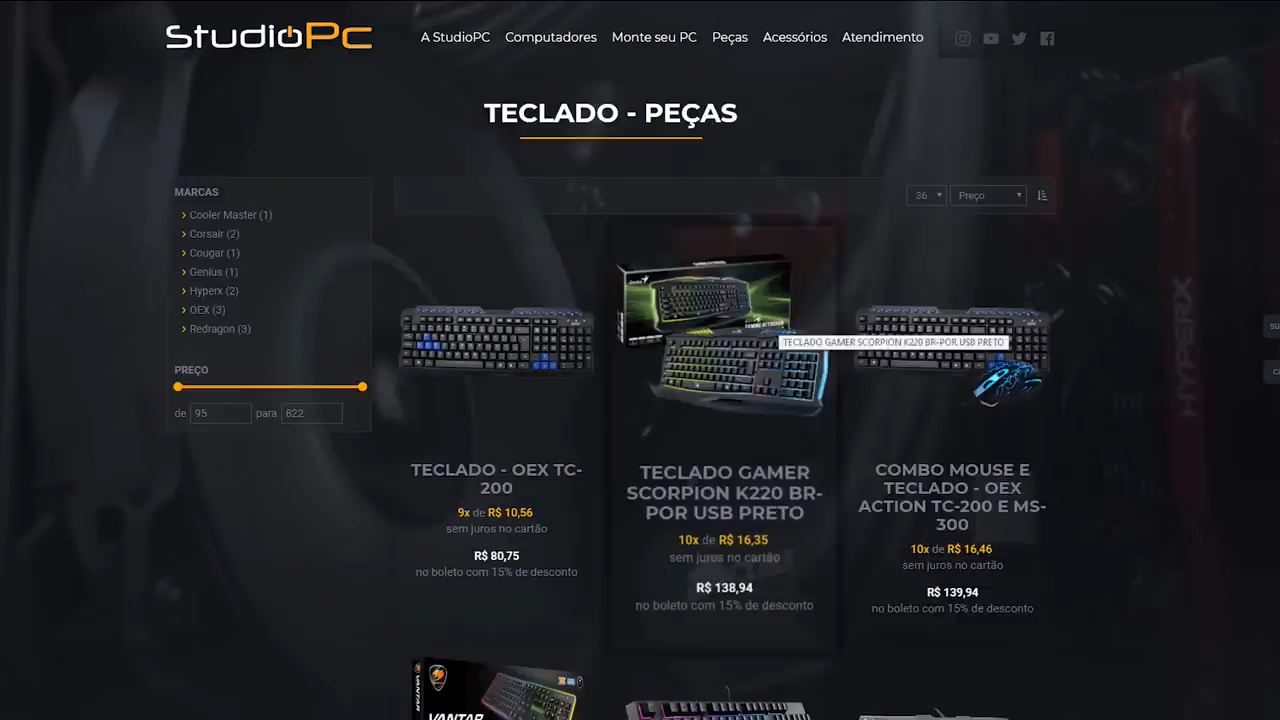 StudioPc
A StudioPC
Computadores
Monte seu PC
Peças
Acessórios
Atendimento
TECLADO - PEÇAS
MARCAS
Cooler Master (1)
Corsair (2)
Cougar (1)
Genius (1)
Hyperx (2)
OEX (3)
Redragon (3)
PREÇO
de 95 para 822
36
Preço
TECLADO GAMER SCORPION K220 BR-POR USB PRETO
TECLADO - OEX TC-
200
9x de R$ 10,56
sem juros no cartão
R$ 80,75
no boleto com 15% de desconto
TECLADO GAMER
SCORPION K220 BR-
POR USB PRETO
10x de R$ 16,35
sem juros no cartão
R$ 138,94
no boleto com 15% de desconto
COMBO MOUSE E
TECLADO - OEX
ACTION TC-200 E MS-
300
10x de R$ 16,46
sem juros no cartão
R$ 139,94
no boleto com 15% de desconto
VANTAR
HYPERX